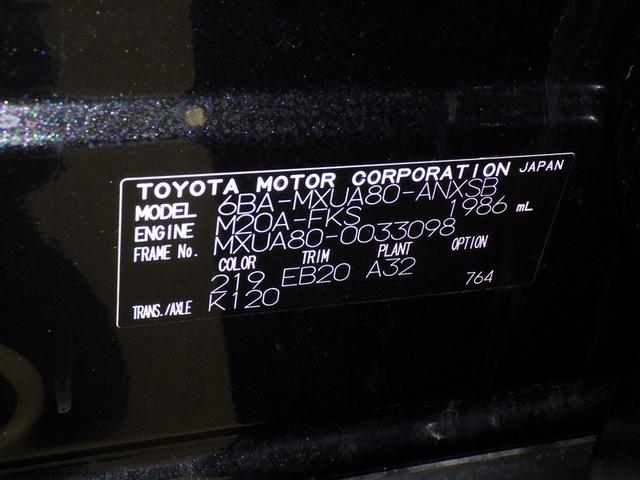 TOYOTA MOTOR CORPORATION JAPAN
MODEL 6BA-MXUA80-ANXSB
ENGINE M20A-FKS 1986 mL
FRAME No. MXUA80-0033098
COLOR TRIM PLANT OPTION
219 EB20 A32 764
TRANS./AXLE K120